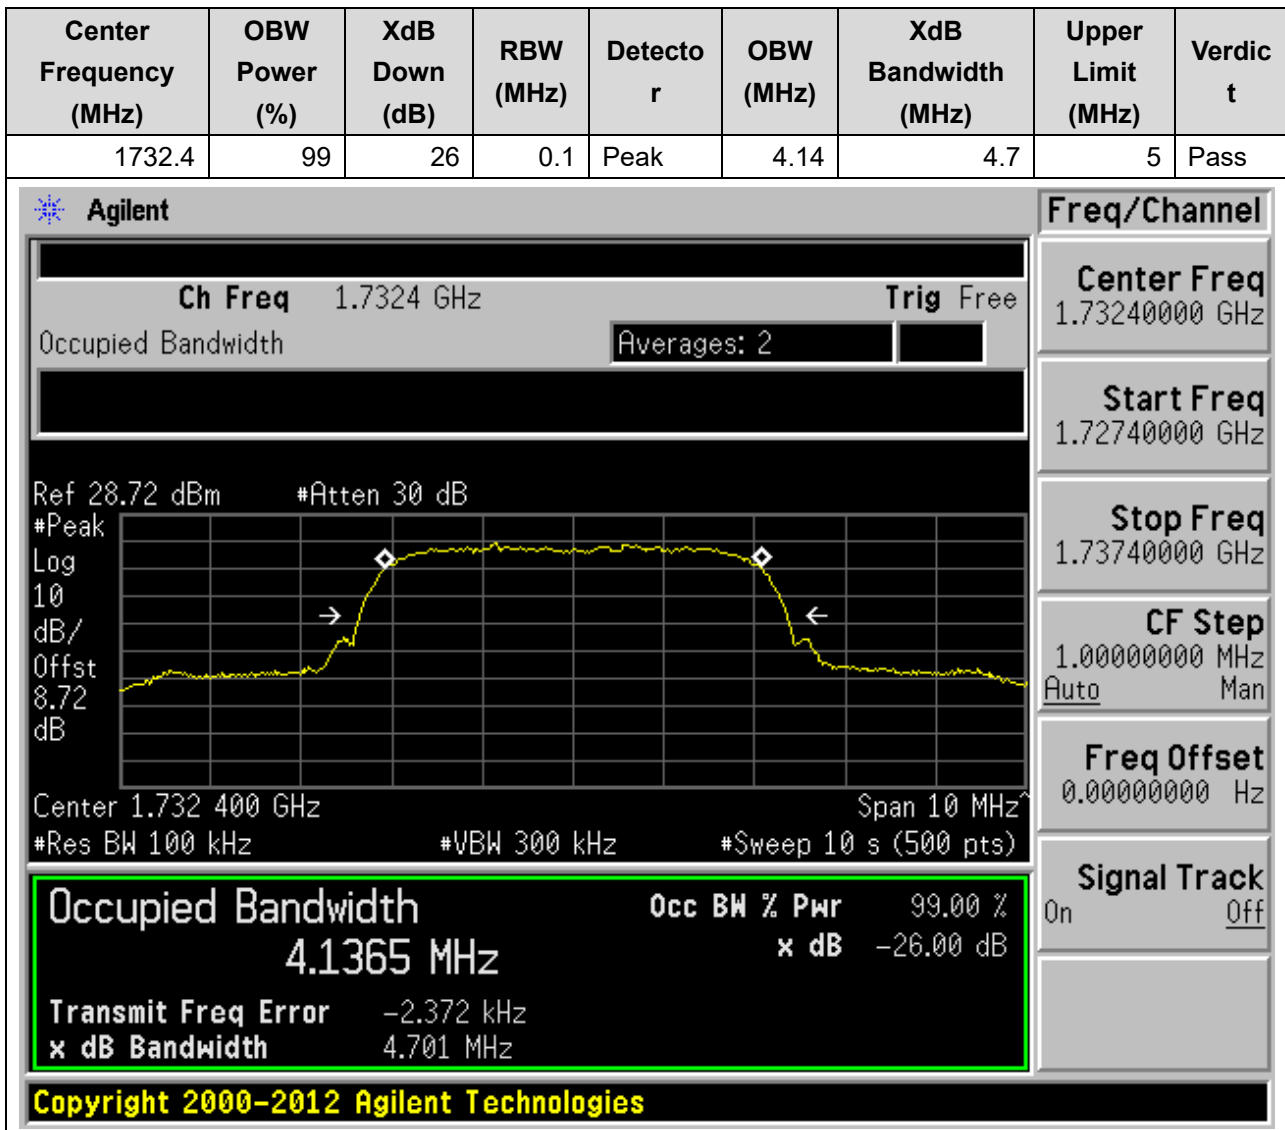 Center Frequency (MHz) OBW Power (%) XdB Down (dB) RBW (MHz) Detecto r OBW (MHz) XdB Bandwidth (MHz) Upper Limit (MHz) Verdic t
1732.4 99 26 0.1 Peak 4.14 4.7 5 Pass
Agilent
Freq/Channel
Ch Freq 1.7324 GHz Trig Free
Occupied Bandwidth Averages: 2
Center Freq
1.73240000 GHz
Start Freq
1.72740000 GHz
Stop Freq
1.73740000 GHz
CF Step
1.00000000 MHz
Auto Man
Freq Offset
0.00000000 Hz
Signal Track
On Off
Ref 28.72 dBm #Atten 30 dB
#Peak
Log
10
dB/
Offst
8.72
dB
Center 1.732 400 GHz Span 10 MHz^
#Res BW 100 kHz #VBW 300 kHz #Sweep 10 s (500 pts)
Occupied Bandwidth Occ BW % Pwr 99.00 %
4.1365 MHz x dB -26.00 dB
Transmit Freq Error -2.372 kHz
x dB Bandwidth 4.701 MHz
Copyright 2000-2012 Agilent Technologies